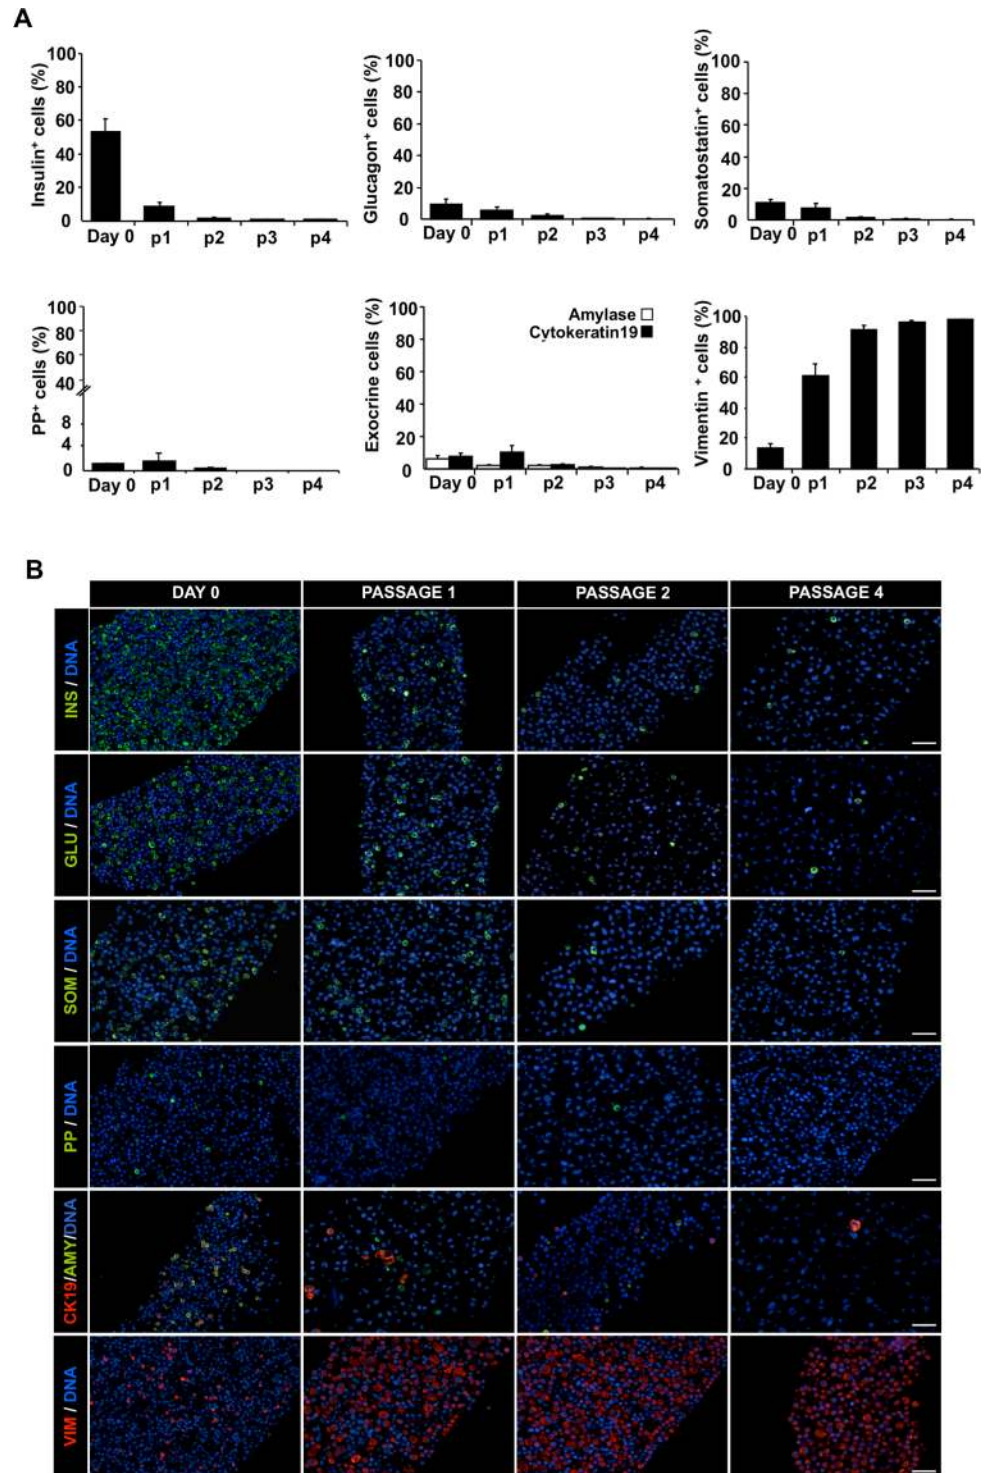 A
Insulin+ cells (%)
100
80
60
40
20
0
Day 0 p1 p2 p3 p4
Glucagon+ cells (%)
100
80
60
40
20
0
Day 0 p1 p2 p3 p4
Somatostatin+ cells (%)
100
80
60
40
20
0
Day 0 p1 p2 p3 p4
PP+ cells (%)
100
80
60
40
8
4
0
Day 0 p1 p2 p3 p4
Exocrine cells (%)
100
80
60
40
20
0
Amylase
Cytokeratin19
Day 0 p1 p2 p3 p4
Vimentin + cells (%)
100
80
60
40
20
0
Day 0 p1 p2 p3 p4
B
DAY 0 PASSAGE 1 PASSAGE 2 PASSAGE 4
INS / DNA
GLU / DNA
SOM / DNA
PP / DNA
CK19/AMY/DNA
VIM / DNA